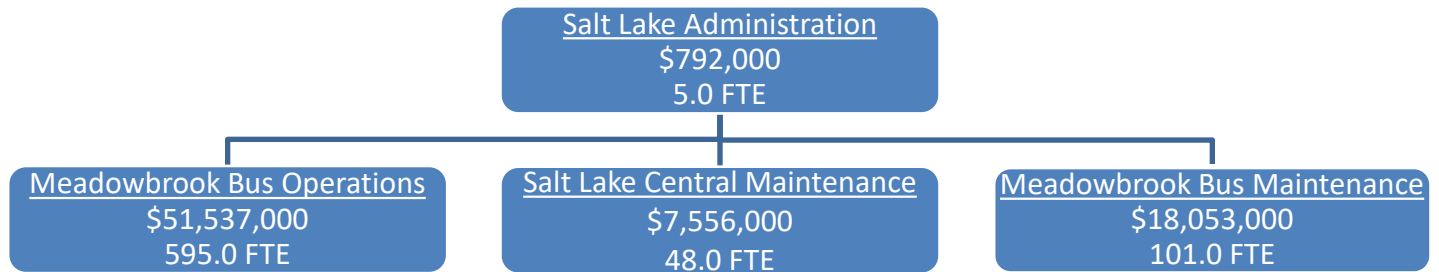 Salt Lake Administration
$792,000
5.0 FTE
Meadowbrook Bus Operations
$51,537,000
595.0 FTE
Salt Lake Central Maintenance
$7,556,000
48.0 FTE
Meadowbrook Bus Maintenance
$18,053,000
101.0 FTE